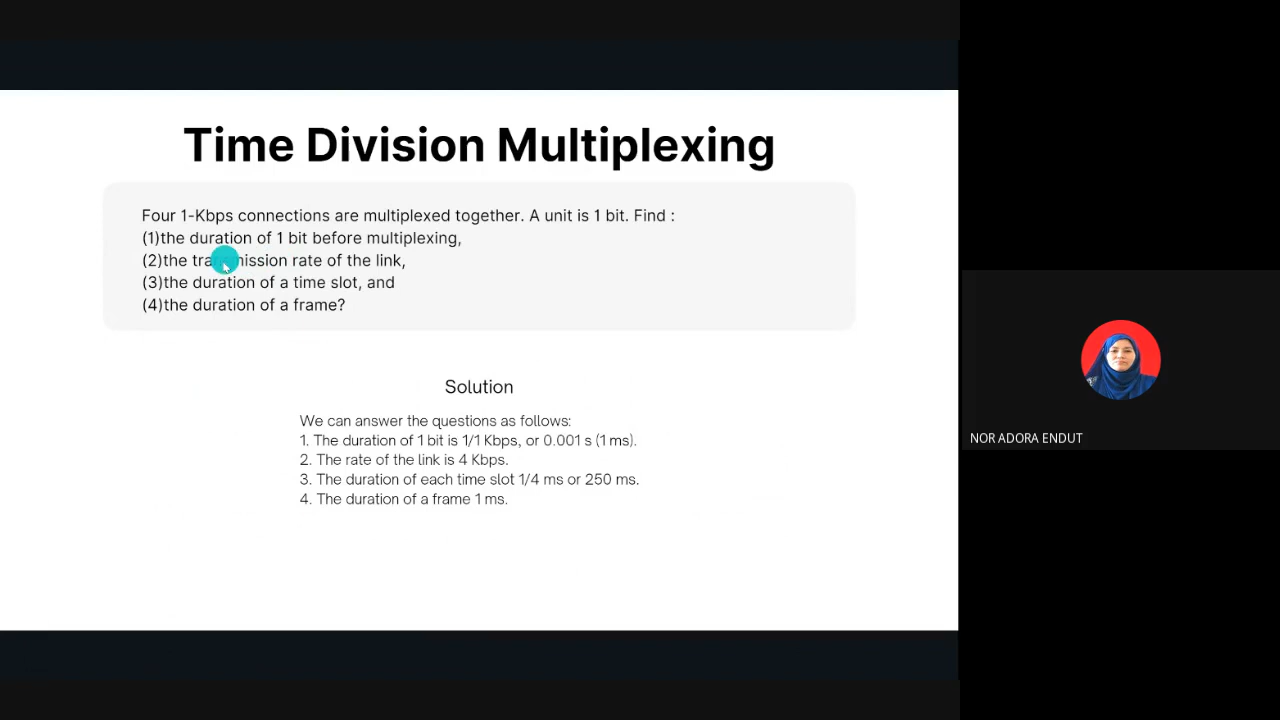 Time Division Multiplexing
Four 1-Kbps connections are multiplexed together. A unit is 1 bit. Find :
(1)the duration of 1 bit before multiplexing,
(2)the transmission rate of the link,
(3)the duration of a time slot, and
(4)the duration of a frame?
Solution
We can answer the questions as follows:
1. The duration of 1 bit is 1/1 Kbps, or 0.001 s (1 ms).
2. The rate of the link is 4 Kbps.
3. The duration of each time slot 1/4 ms or 250 ms.
4. The duration of a frame 1 ms.
NOR ADORA ENDUT